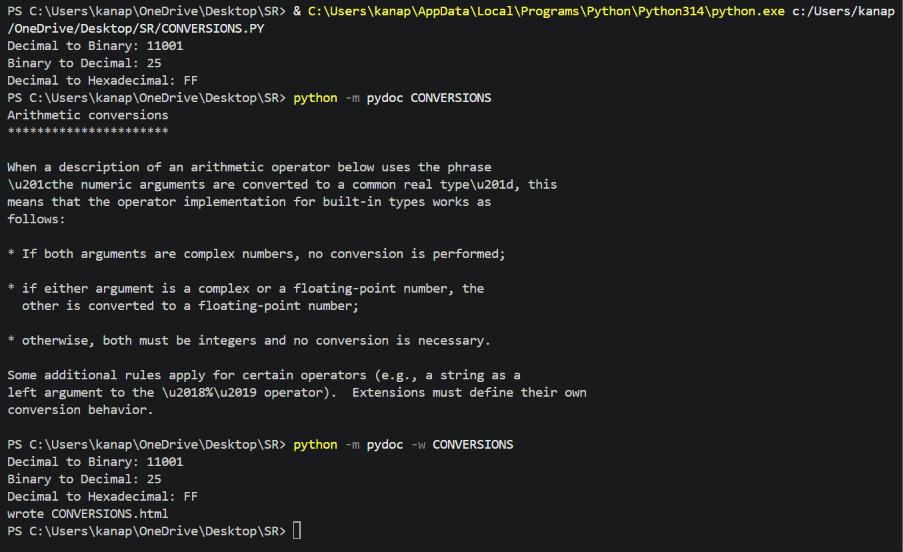 PS C:\Users\kanap\OneDrive\Desktop\SR> & C:\Users\kanap\AppData\Local\Programs\Python\Python314\python.exe c:/Users/kanap
/OneDrive/Desktop/SR/CONVERSIONS.PY
Decimal to Binary: 11001
Binary to Decimal: 25
Decimal to Hexadecimal: FF
PS C:\Users\kanap\OneDrive\Desktop\SR> python -m pydoc CONVERSIONS
Arithmetic conversions
**********************
When a description of an arithmetic operator below uses the phrase
\u201cthe numeric arguments are converted to a common real type\u201d, this
means that the operator implementation for built-in types works as
follows:
* If both arguments are complex numbers, no conversion is performed;
* if either argument is a complex or a floating-point number, the
  other is converted to a floating-point number;
* otherwise, both must be integers and no conversion is necessary.
Some additional rules apply for certain operators (e.g., a string as a
left argument to the \u2018%\u2019 operator).  Extensions must define their own
conversion behavior.
PS C:\Users\kanap\OneDrive\Desktop\SR> python -m pydoc -w CONVERSIONS
Decimal to Binary: 11001
Binary to Decimal: 25
Decimal to Hexadecimal: FF
wrote CONVERSIONS.html
PS C:\Users\kanap\OneDrive\Desktop\SR>